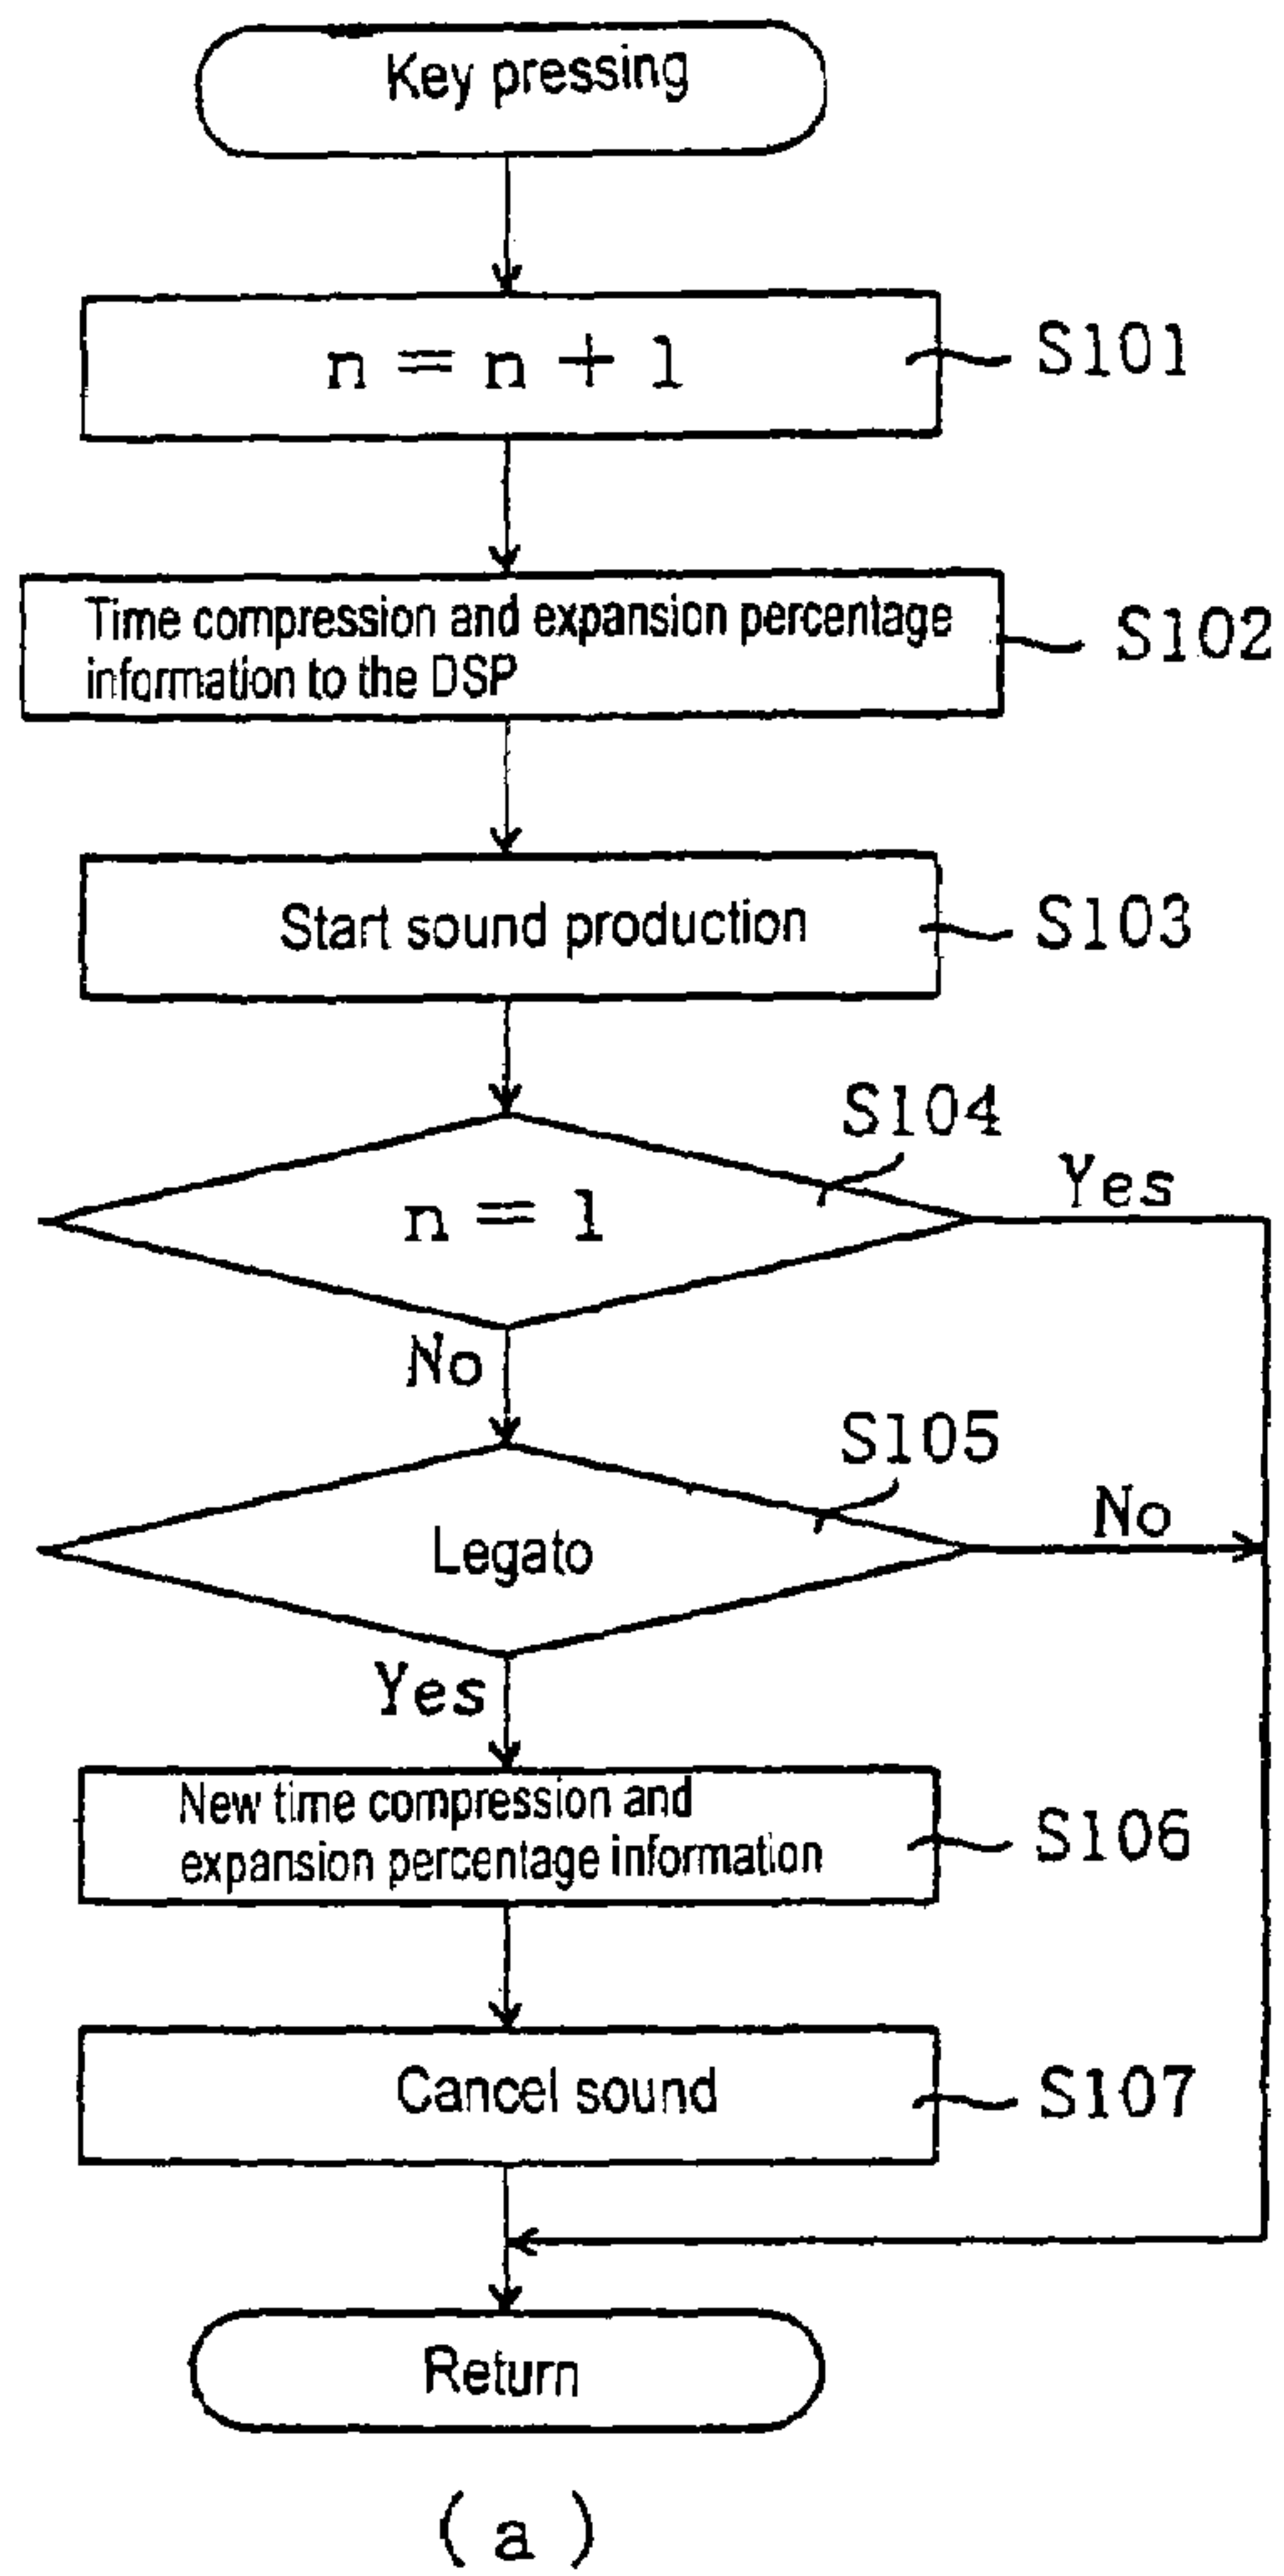 Key pressing
n = n + 1
S101
Time compression and expansion percentage
information to the DSP
S102
Start sound production
S103
S104
n = 1
Yes
No
S105
Legato
No
Yes
New time compression and
expansion percentage information
S106
Cancel sound
S107
Return
( a )